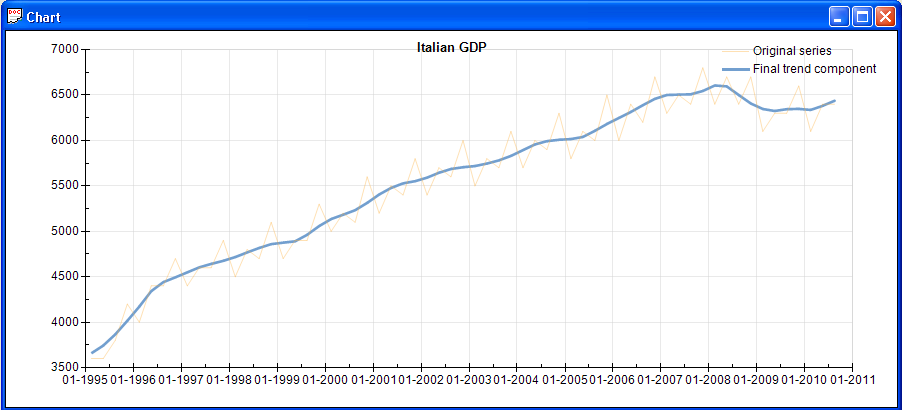 DOC Chart
Italian GDP
Original series
Final trend component
7000
6500
6000
5500
5000
4500
4000
3500
01-1995 01-1996 01-1997 01-1998 01-1999 01-2000 01-2001 01-2002 01-2003 01-2004 01-2005 01-2006 01-2007 01-2008 01-2009 01-2010 01-2011